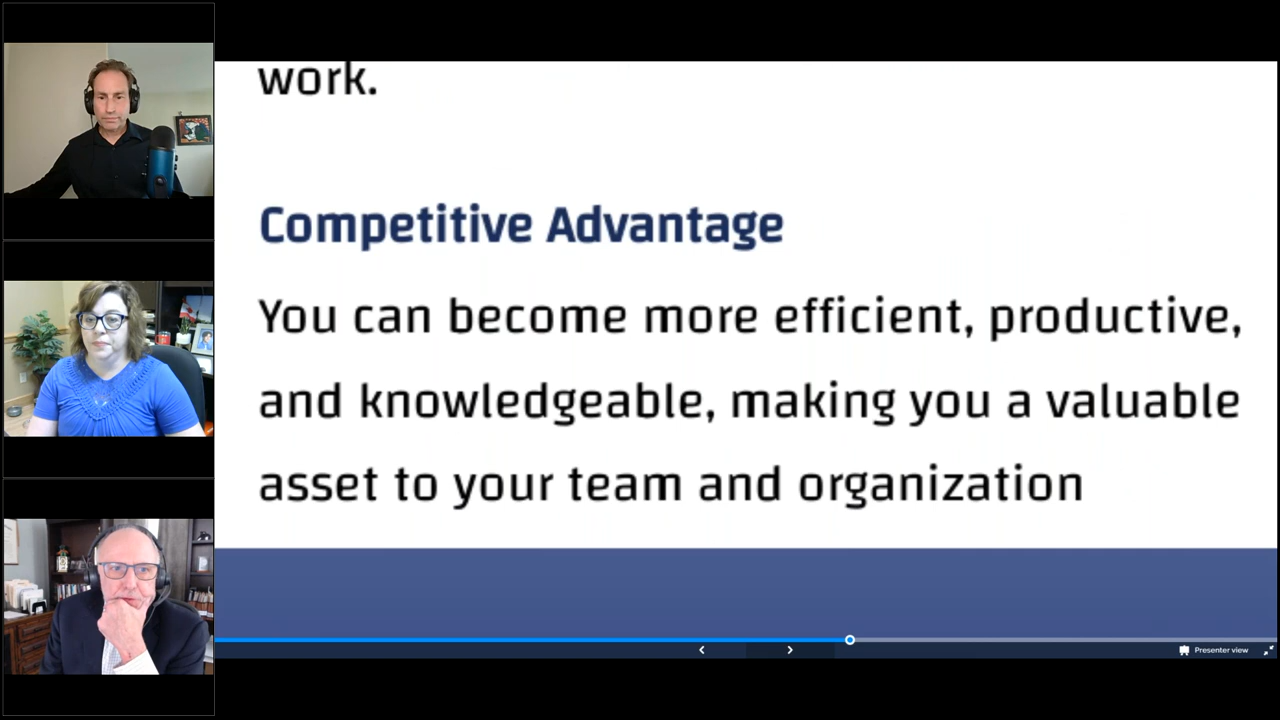 work.
Competitive Advantage
You can become more efficient, productive,
and knowledgeable, making you a valuable
asset to your team and organization
Presenter view